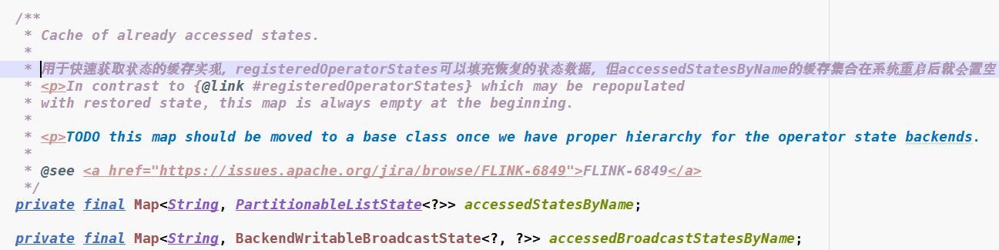 /**
 * Cache of already accessed states.
 *
 * 用于快速获取状态的缓存实现, registeredOperatorStates可以填充恢复的状态数据, 但accessedStatesByName的缓存集合在系统重启后就会置空
 * <p>In contrast to {@link #registeredOperatorStates} which may be repopulated
 * with restored state, this map is always empty at the beginning.
 *
 * <p>TODO this map should be moved to a base class once we have proper hierarchy for the operator state backends.
 *
 * @see <a href="https://issues.apache.org/jira/browse/FLINK-6849">FLINK-6849</a>
 */
private final Map<String, PartitionableListState<?>> accessedStatesByName;
private final Map<String, BackendWritableBroadcastState<?, ?>> accessedBroadcastStatesByName;